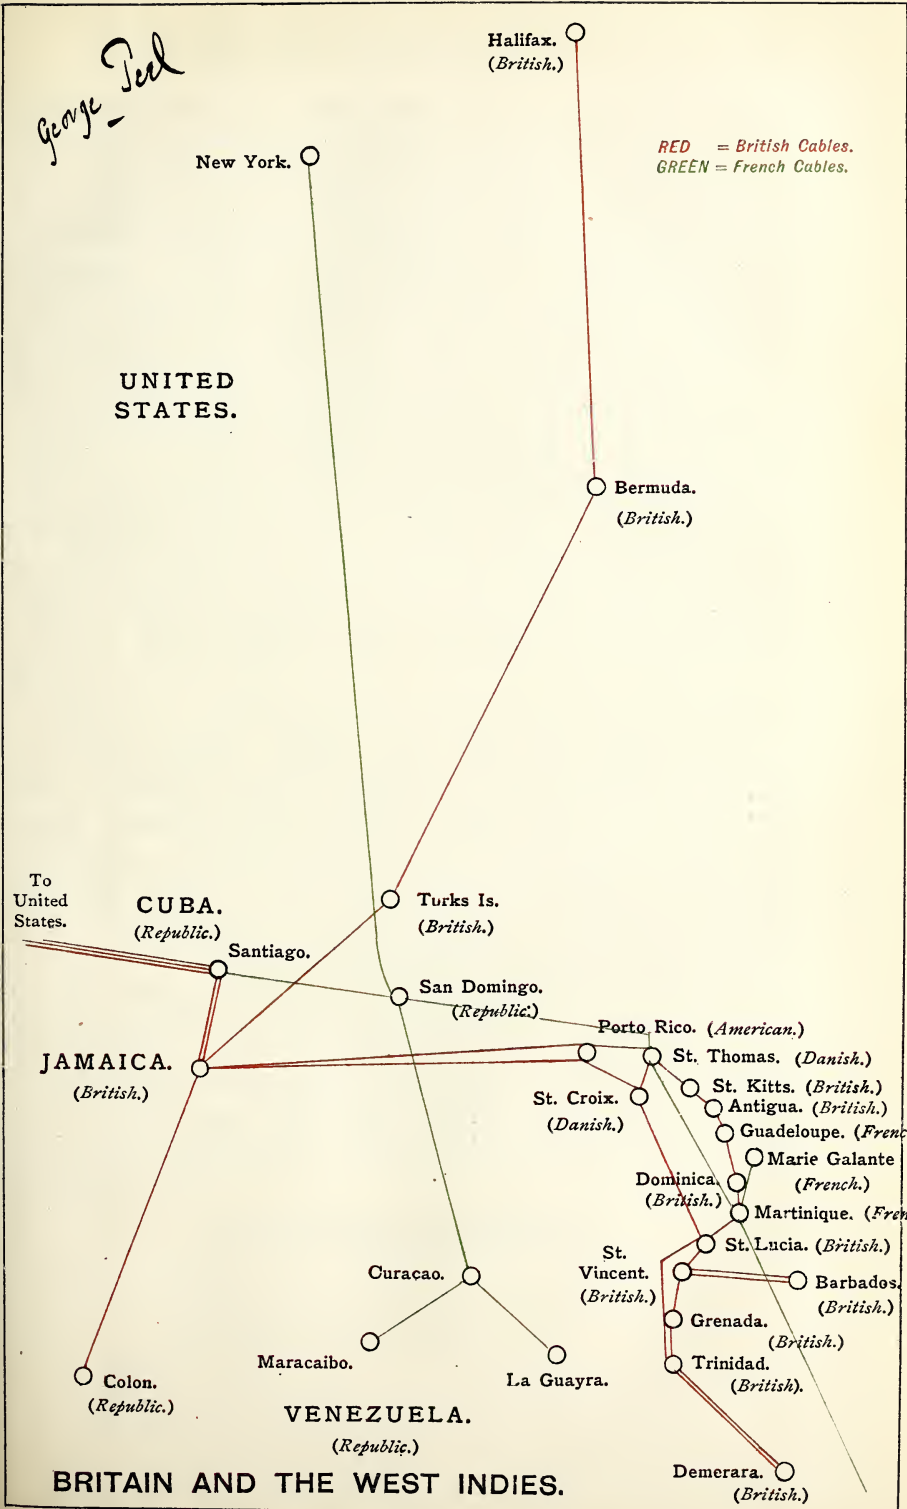 George Peel
Halifax.
(British.)
RED = British Cables.
GREEN = French Cables.
New York.
UNITED
STATES.
Bermuda.
(British.)
To
United
States.
CUBA.
(Republic.)
Santiago.
Turks Is.
(British.)
San Domingo.
(Republic.)
Porto Rico. (American.)
JAMAICA.
(British.)
St. Thomas. (Danish.)
St. Croix.
(Danish.)
St. Kitts. (British.)
Antigua. (British.)
Guadeloupe. (Frenc
Marie Galante
(French.)
Dominica.
(British.)
Martinique. (Fren
St. Lucia. (British.)
St.
Vincent.
(British.)
Barbados.
(British.)
Grenada.
(British.)
Trinidad.
(British).
Curaçao.
Maracaibo.
La Guayra.
Colon.
(Republic.)
VENEZUELA.
(Republic.)
Demerara.
(British.)
BRITAIN AND THE WEST INDIES.